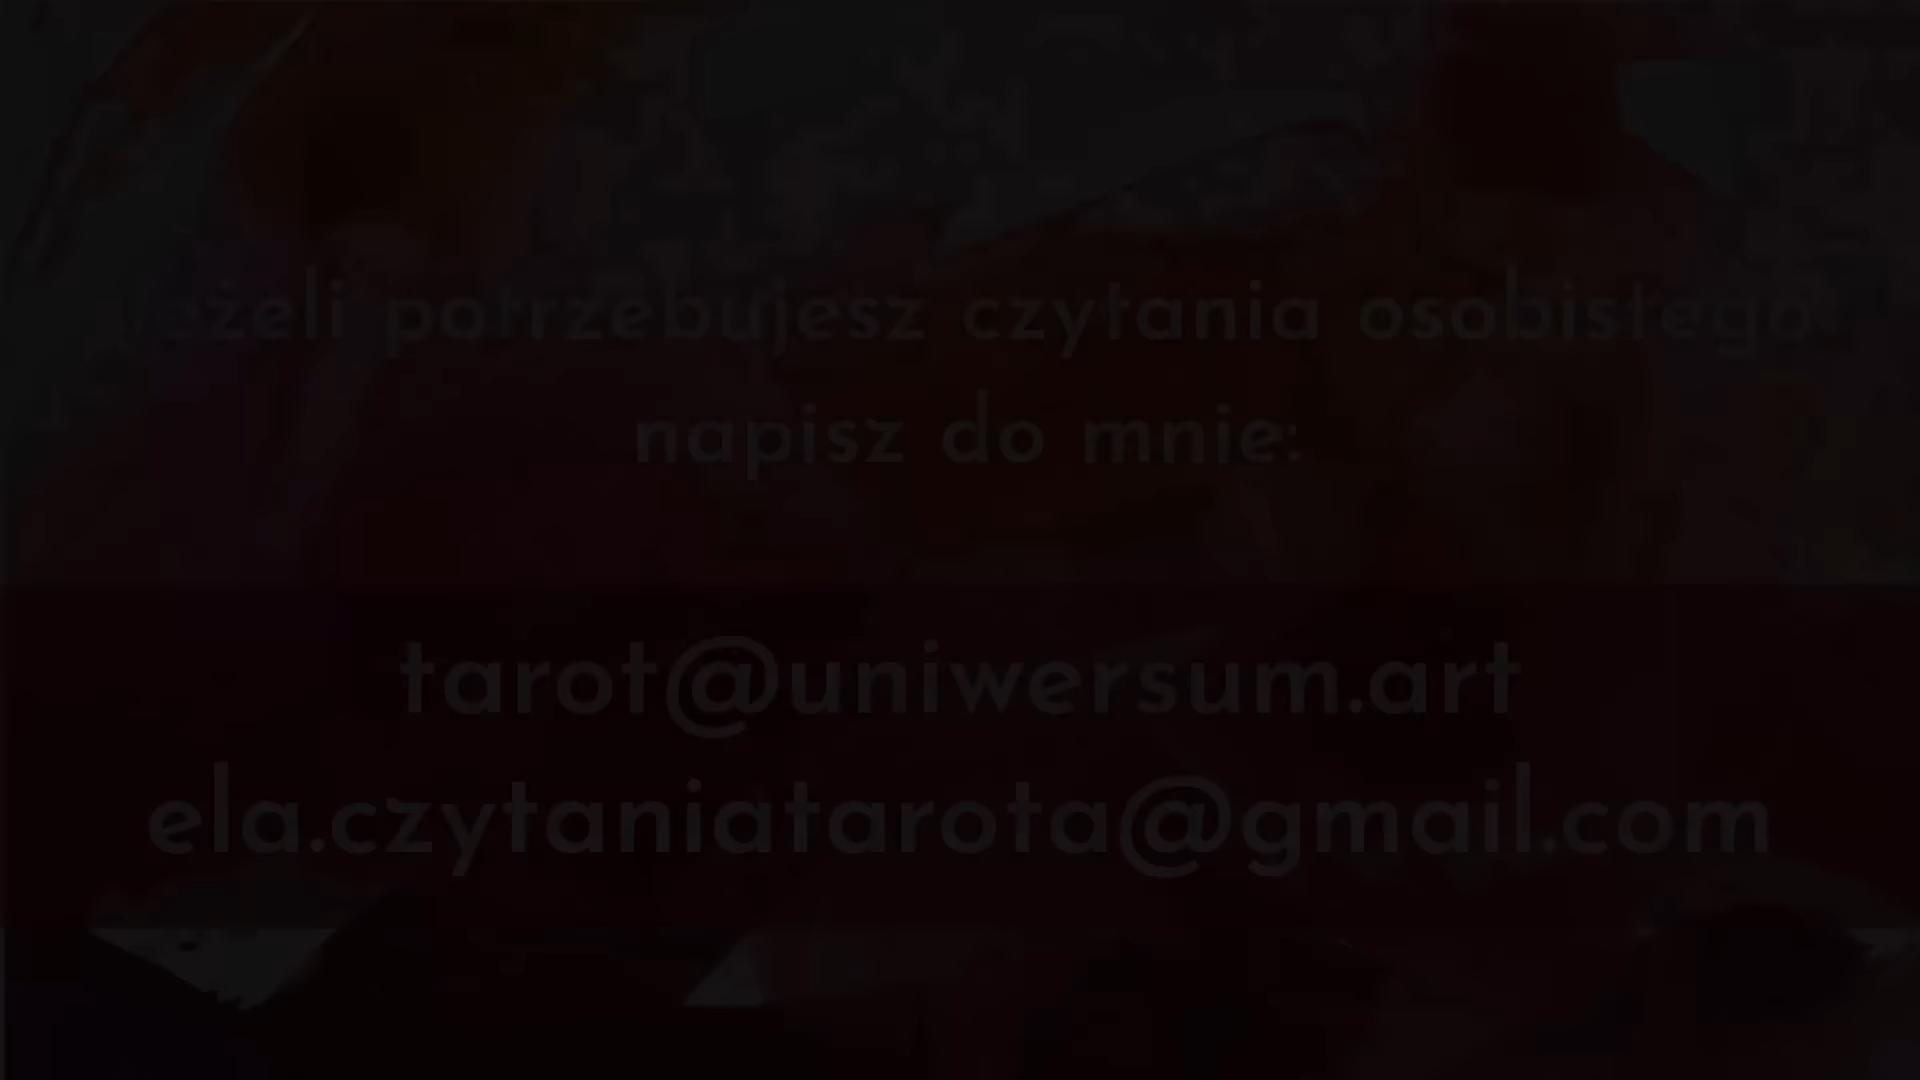 Jeżeli potrzebujesz czytania osobistego
napisz do mnie:
tarot@uniwersum.art
ela.czytaniatarota@gmail.com